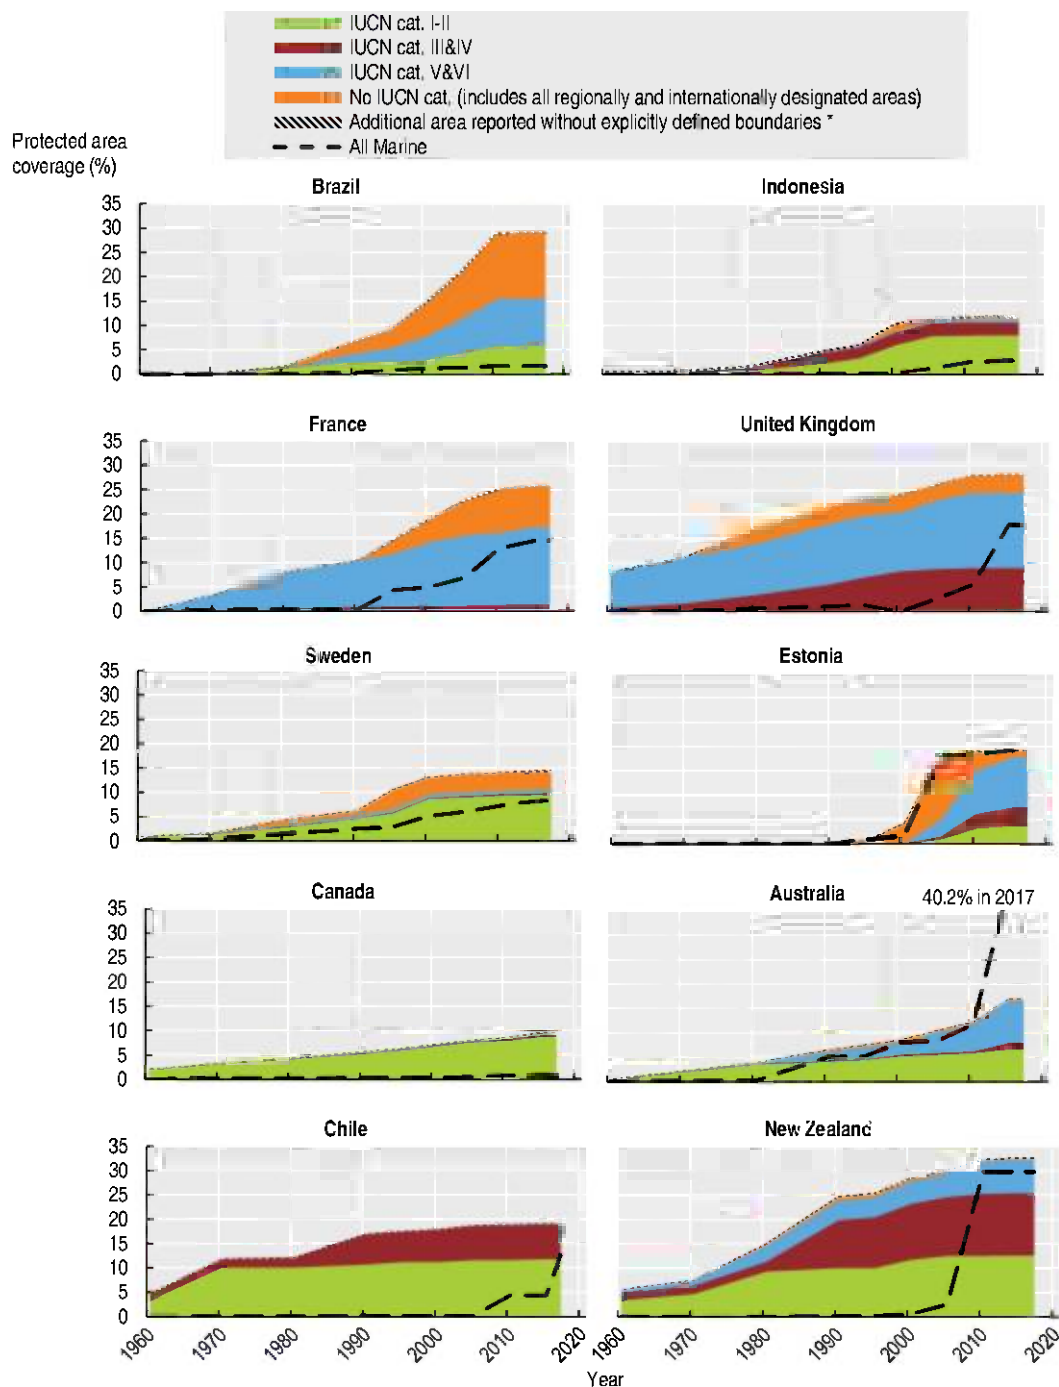 IUCN cat. I-II
IUCN cat, III&IV
IUCN cat, V&VI
No IUCN cat, (includes all regionally and internationally designated areas)
Additional area reported without explicitly defined boundaries *
All Marine
Protected area
coverage (%)
Brazil
Indonesia
35
30
25
20
15
10
5
0
France
United Kingdom
35
30
25
20
15
10
5
0
Sweden
Estonia
35
30
25
20
15
10
5
0
Canada
Australia
40.2% in 2017
35
30
25
20
15
10
5
0
Chile
New Zealand
35
30
25
20
15
10
5
0
1960 1970 1980 1990 2000 2010 2020 1960 1970 1980 1990 2000 2010 2020
Year